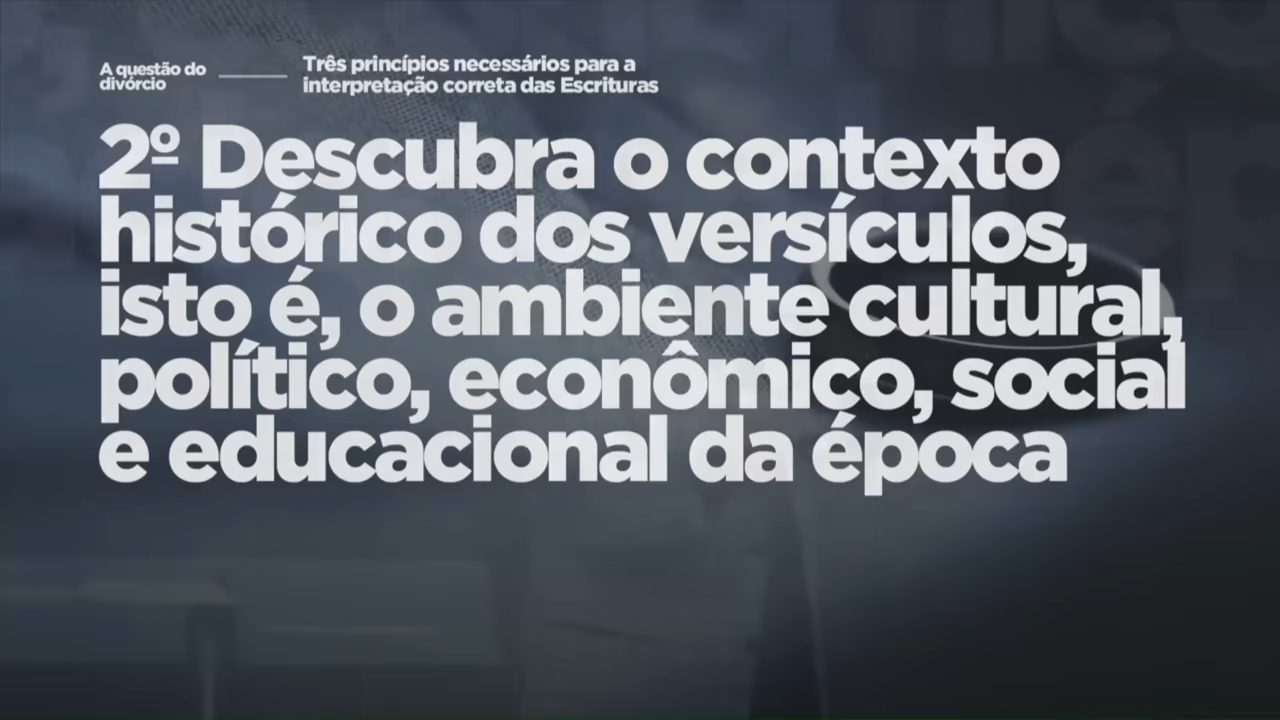 A questão do
divórcio
Três princípios necessários para a
interpretação correta das Escrituras
2º Descubra o contexto
histórico dos versículos,
isto é, o ambiente cultural,
político, econômico, social
e educacional da época